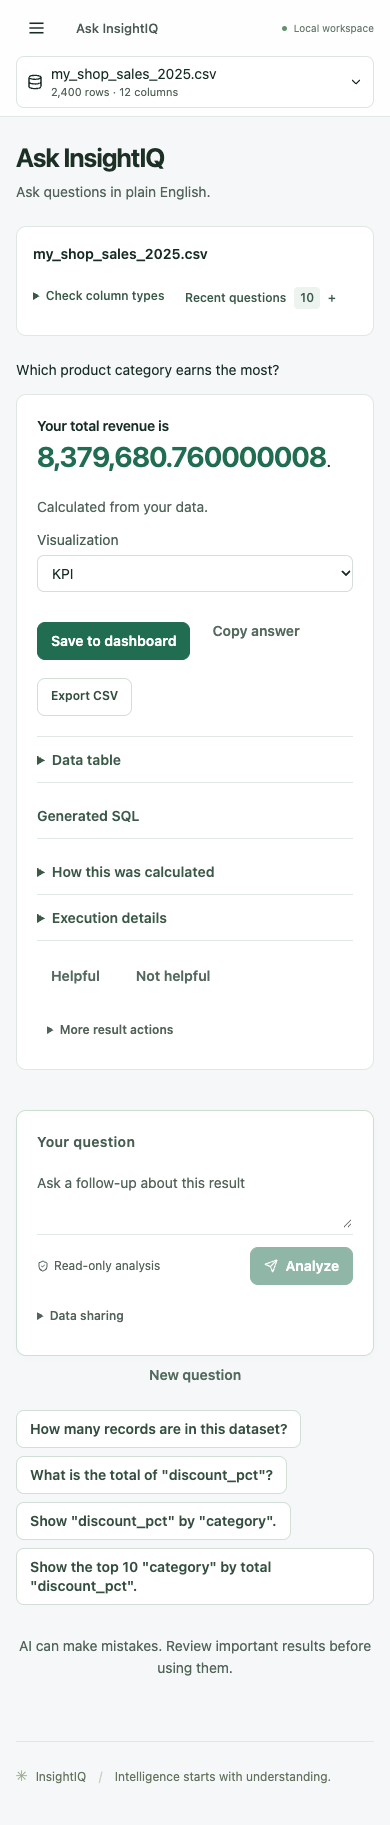 Ask InsightIQ
Local workspace
my_shop_sales_2025.csv
2,400 rows · 12 columns
Ask InsightIQ
Ask questions in plain English.
my_shop_sales_2025.csv
Check column types
Recent questions 10 +
Which product category earns the most?
Your total revenue is
8,379,680.760000008.
Calculated from your data.
Visualization
KPI
Save to dashboard
Copy answer
Export CSV
Data table
Generated SQL
How this was calculated
Execution details
Helpful
Not helpful
More result actions
Your question
Ask a follow-up about this result
Read-only analysis
Analyze
Data sharing
New question
How many records are in this dataset?
What is the total of "discount_pct"?
Show "discount_pct" by "category".
Show the top 10 "category" by total
"discount_pct".
AI can make mistakes. Review important results before
using them.
InsightIQ / Intelligence starts with understanding.